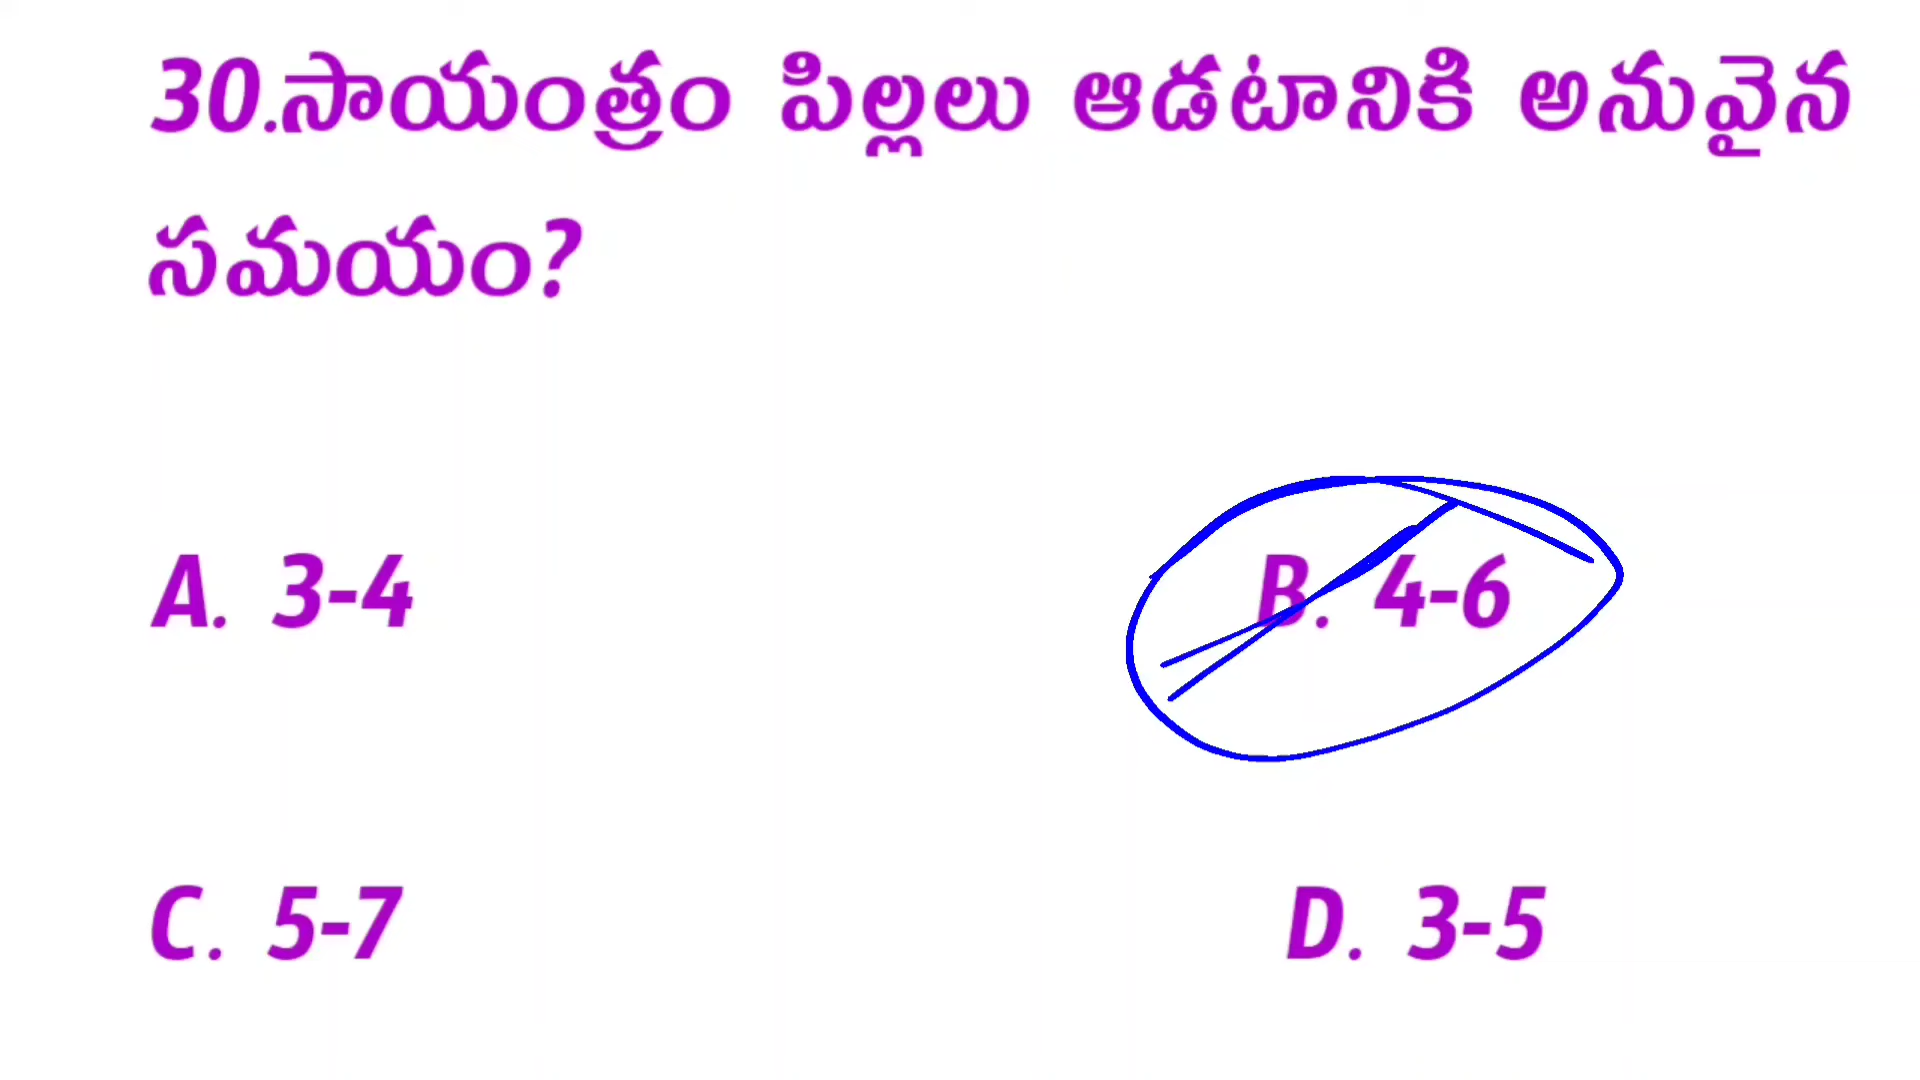 30.సాయంత్రం పిల్లలు ఆడటానికి అనువైన
సమయం?
A. 3-4
B. 4-6
C. 5-7
D. 3-5